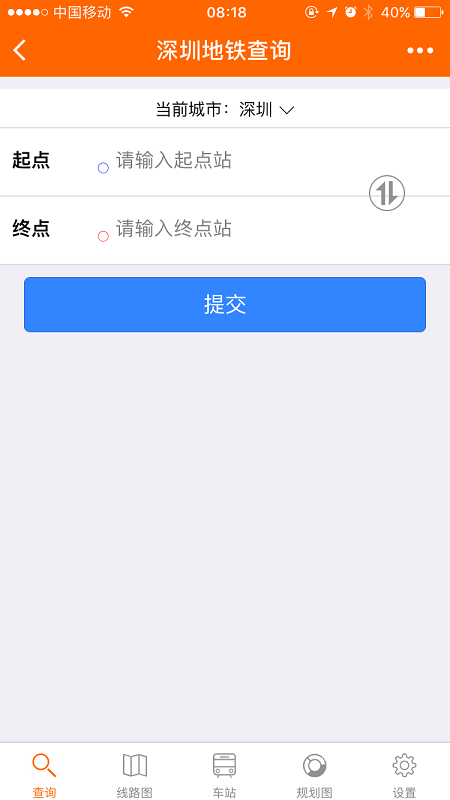 中国移动 08:18 40%
深圳地铁查询
当前城市：深圳
起点 请输入起点站
终点 请输入终点站
提交
查询 线路图 车站 规划图 设置